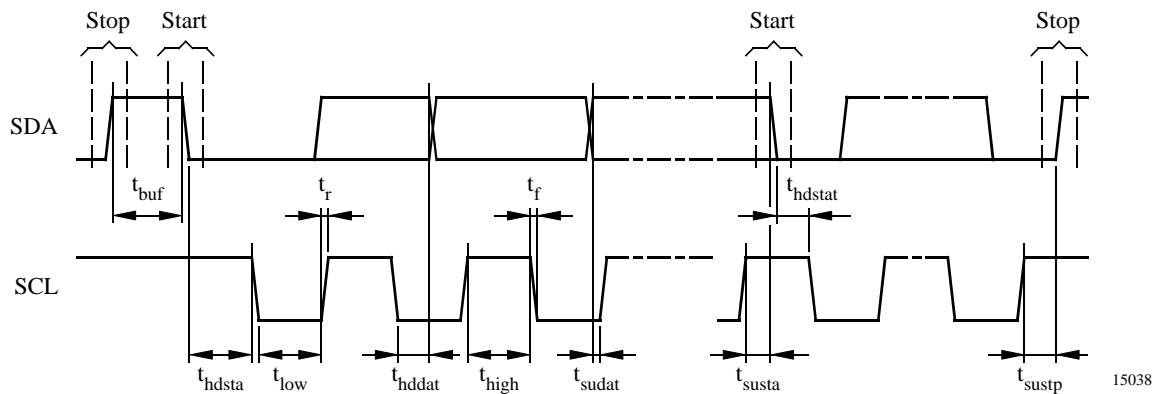 Stop Start Start Stop
SDA
t_buf t_r t_f t_hdstat
SCL
t_hdsta t_low t_hddat t_high t_sudat t_susta t_sustp 15038